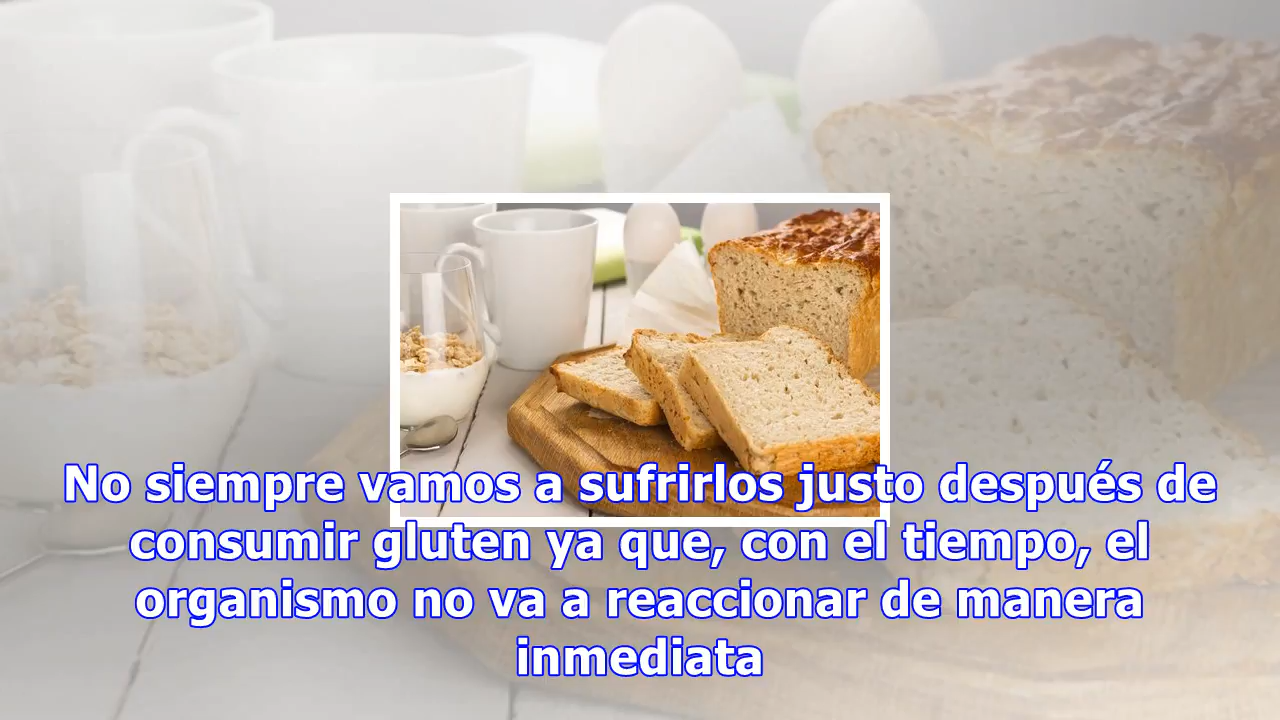 No siempre vamos a sufrirlos justo después de
consumir gluten ya que, con el tiempo, el
organismo no va a reaccionar de manera
inmediata